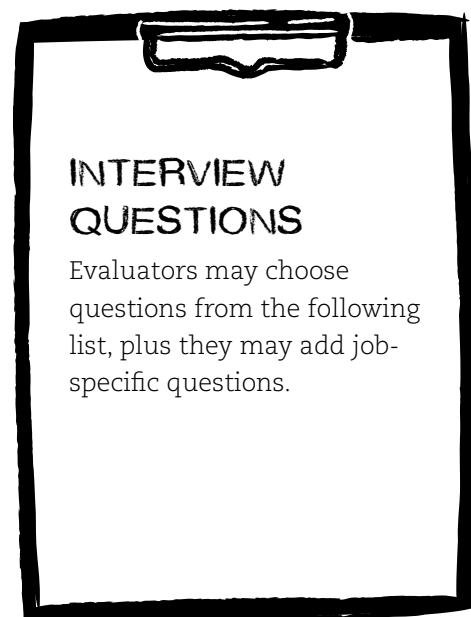 INTERVIEW
QUESTIONS
Evaluators may choose
questions from the following
list, plus they may add job-
specific questions.